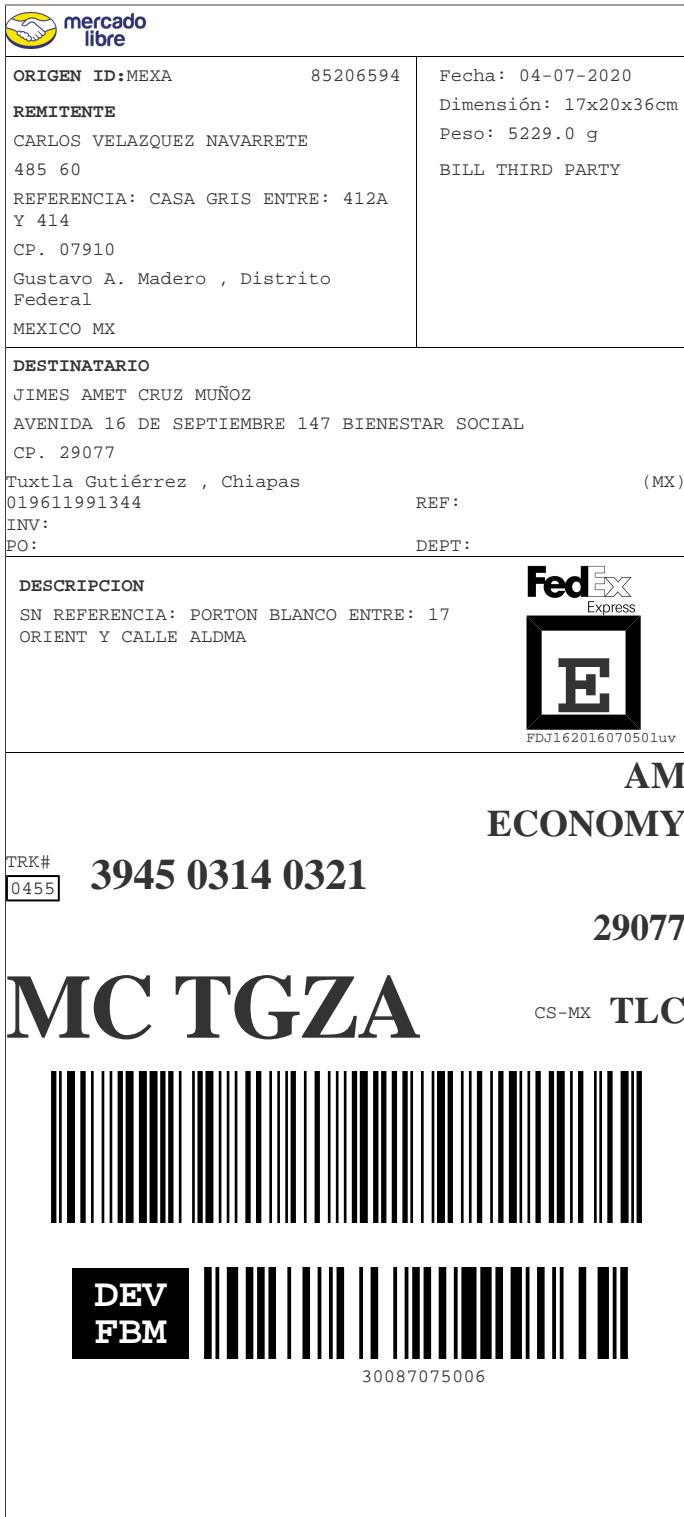 mercado
libre
ORIGEN ID:MEXA 85206594
REMITENTE
CARLOS VELAZQUEZ NAVARRETE
485 60
REFERENCIA: CASA GRIS ENTRE: 412A
Y 414
CP. 07910
Gustavo A. Madero , Distrito
Federal
MEXICO MX
Fecha: 04-07-2020
Dimensión: 17x20x36cm
Peso: 5229.0 g
BILL THIRD PARTY
DESTINATARIO
JIMES AMET CRUZ MUÑOZ
AVENIDA 16 DE SEPTIEMBRE 147 BIENESTAR SOCIAL
CP. 29077
Tuxtla Gutiérrez , Chiapas (MX)
019611991344 REF:
INV:
PO: DEPT:
DESCRIPCION
SN REFERENCIA: PORTON BLANCO ENTRE: 17
ORIENT Y CALLE ALDMA
FedEx
Express
E
FDJ162016070501uv
AM
ECONOMY
TRK#
0455 3945 0314 0321
29077
MC TGZA CS-MX TLC
DEV
FBM
30087075006